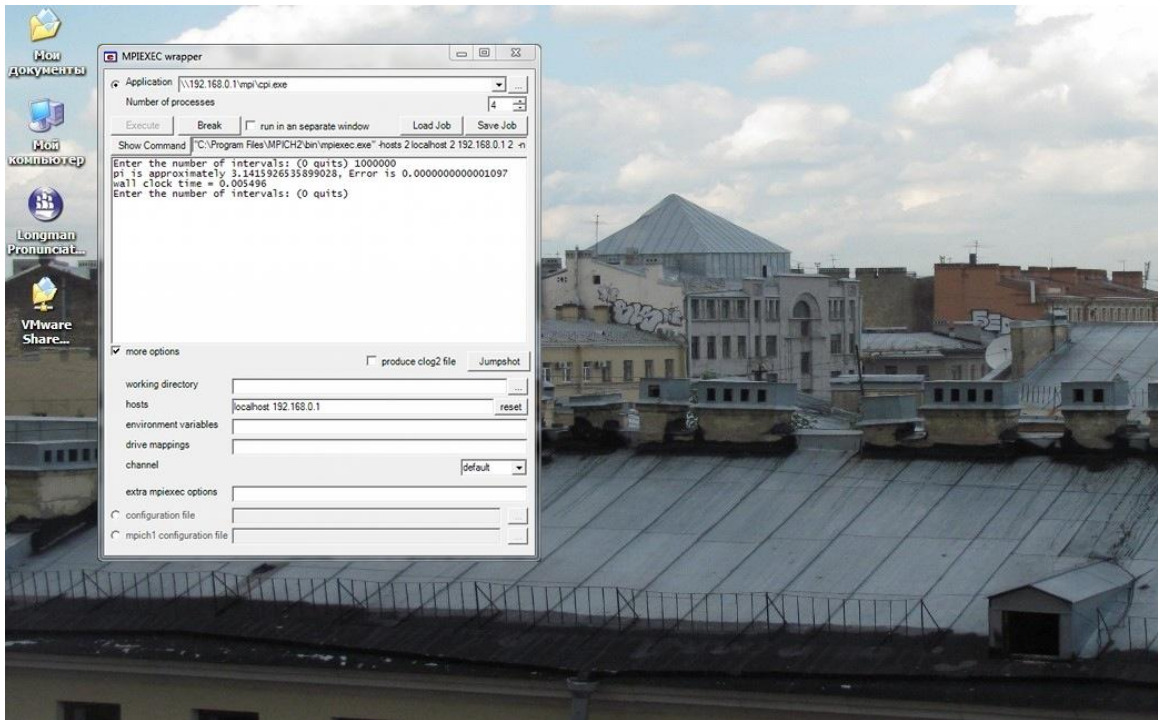 Мои
документы
Мой
компьютер
Longman
Pronunciat...
VMware
Share...
MPIEXEC wrapper
Application \\192.168.0.1\mpi\cpi.exe ...
Number of processes 4
Execute Break run in an separate window Load Job Save Job
Show Command "C:\Program Files\MPICH2\bin\mpiexec.exe" -hosts 2 localhost 2 192.168.0.1 2 -n
Enter the number of intervals: (0 quits) 1000000
pi is approximately 3.1415926535899028, Error is 0.0000000000001097
wall clock time = 0.005496
Enter the number of intervals: (0 quits)
more options
produce clog2 file Jumpshot
working directory ...
hosts localhost 192.168.0.1 reset
environment variables
drive mappings
channel default
extra mpiexec options
configuration file ...
mpich1 configuration file ...